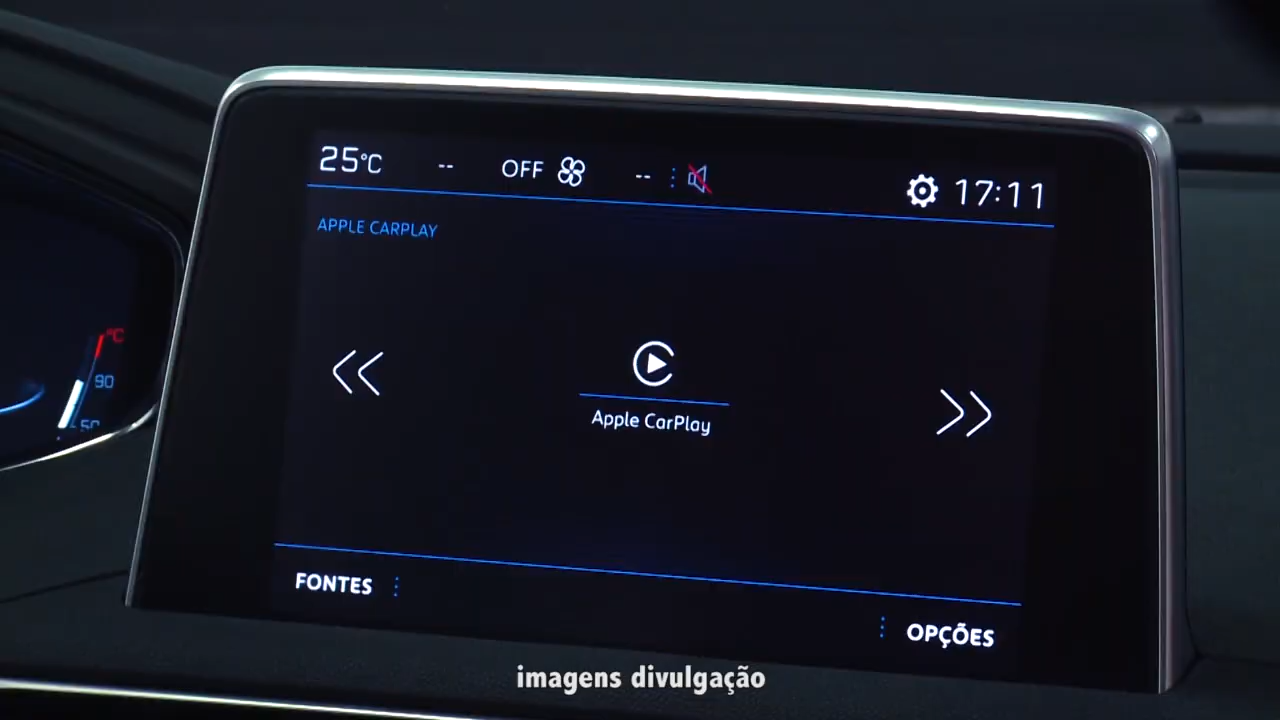 25°C -- OFF -- 17:11
APPLE CARPLAY
°C
90
50
Apple CarPlay
FONTES
OPÇÕES
imagens divulgação